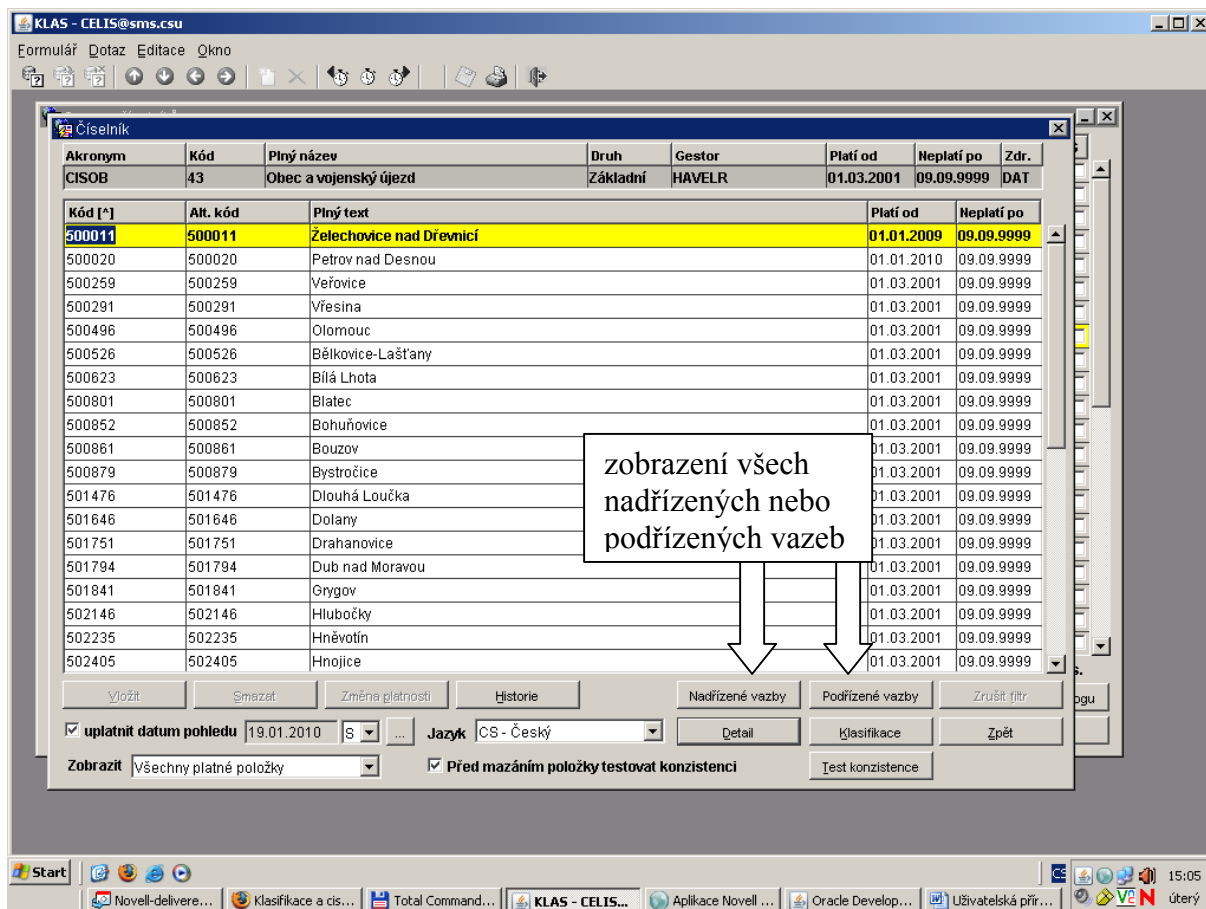 KLAS - CELIS@sms.csu
Formulář Dotaz Editace Okno
Číselník
Akronym Kód Plný název Druh Gestor Platí od Neplatí po Zdr.
CISOB 43 Obec a vojenský újezd Základní HAVELR 01.03.2001 09.09.9999 DAT
Kód [^] Alt. kód Plný text Platí od Neplatí po
500011 500011 Želechovice nad Dřevnicí 01.01.2009 09.09.9999
500020 500020 Petrov nad Desnou 01.01.2010 09.09.9999
500259 500259 Veřovice 01.03.2001 09.09.9999
500291 500291 Vřesina 01.03.2001 09.09.9999
500496 500496 Olomouc 01.03.2001 09.09.9999
500526 500526 Bělkovice-Lašťany 01.03.2001 09.09.9999
500623 500623 Bílá Lhota 01.03.2001 09.09.9999
500801 500801 Blatec 01.03.2001 09.09.9999
500852 500852 Bohuňovice 01.03.2001 09.09.9999
500861 500861 Bouzov 01.03.2001 09.09.9999
500879 500879 Bystročice 01.03.2001 09.09.9999
501476 501476 Dlouhá Loučka 01.03.2001 09.09.9999
501646 501646 Dolany 01.03.2001 09.09.9999
501751 501751 Drahanovice 01.03.2001 09.09.9999
501794 501794 Dub nad Moravou 01.03.2001 09.09.9999
501841 501841 Grygov 01.03.2001 09.09.9999
502146 502146 Hlubočky 01.03.2001 09.09.9999
502235 502235 Hněvotín 01.03.2001 09.09.9999
502405 502405 Hnojice 01.03.2001 09.09.9999
zobrazení všech
nadřízených nebo
podřízených vazeb
Vložit Smazat Změna platnosti Historie Nadřízené vazby Podřízené vazby Zrušit filtr
uplatnit datum pohledu 19.01.2010 S ... Jazyk CS - Český Detail Klasifikace Zpět
Zobrazit Všechny platné položky Před mazáním položky testovat konzistenci Test konzistence
Start CS 15:05
Novell-delivere... Klasifikace a cis... Total Command... KLAS - CELIS... Aplikace Novell ... Oracle Develop... Uživatelská přír... úterý